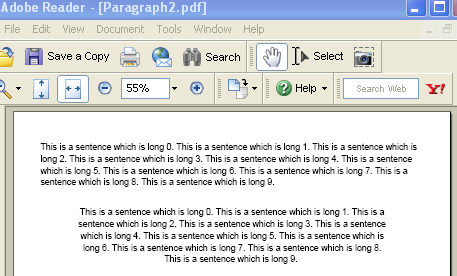 Adobe Reader - [Paragraph2.pdf]
File Edit View Document Tools Window Help
Save a Copy Search Select
55% Help Search Web Y!
This is a sentence which is long 0. This is a sentence which is long 1. This is a sentence which is
long 2. This is a sentence which is long 3. This is a sentence which is long 4. This is a sentence
which is long 5. This is a sentence which is long 6. This is a sentence which is long 7. This is a
sentence which is long 8. This is a sentence which is long 9.
This is a sentence which is long 0. This is a sentence which is long 1. This is a
sentence which is long 2. This is a sentence which is long 3. This is a sentence
which is long 4. This is a sentence which is long 5. This is a sentence which is
long 6. This is a sentence which is long 7. This is a sentence which is long 8.
This is a sentence which is long 9.